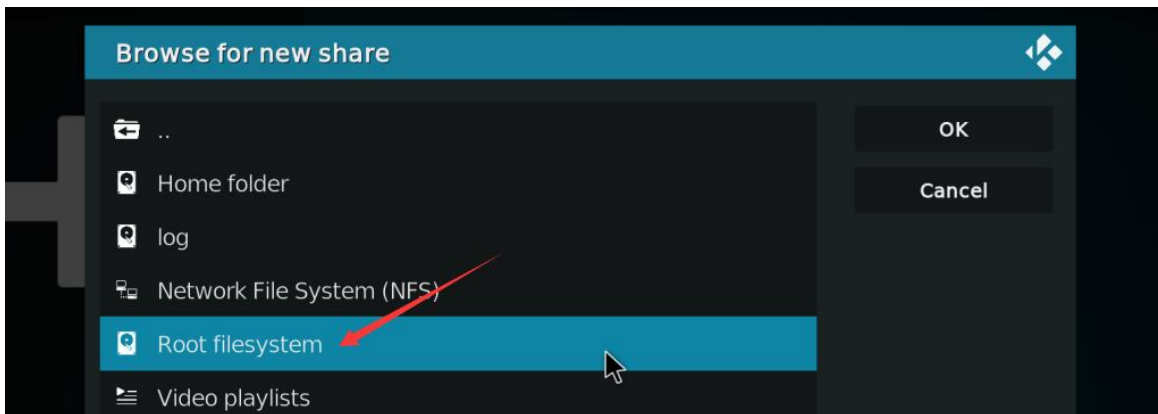 Browse for new share
..
OK
Home folder
Cancel
log
Network File System (NFS)
Root filesystem
Video playlists